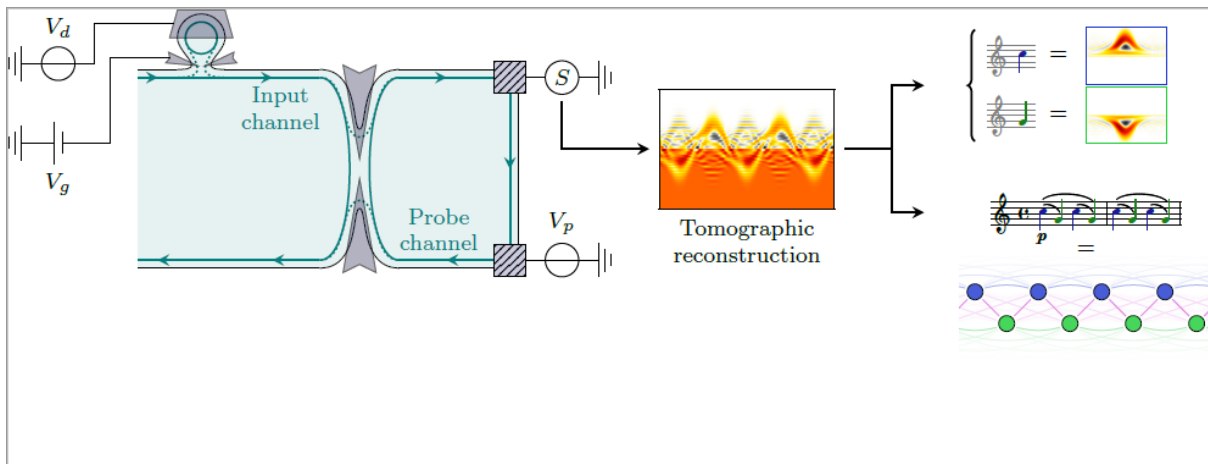 V_d
V_g
Input
channel
Probe
channel
S
V_p
Tomographic
reconstruction
=
=
p
=